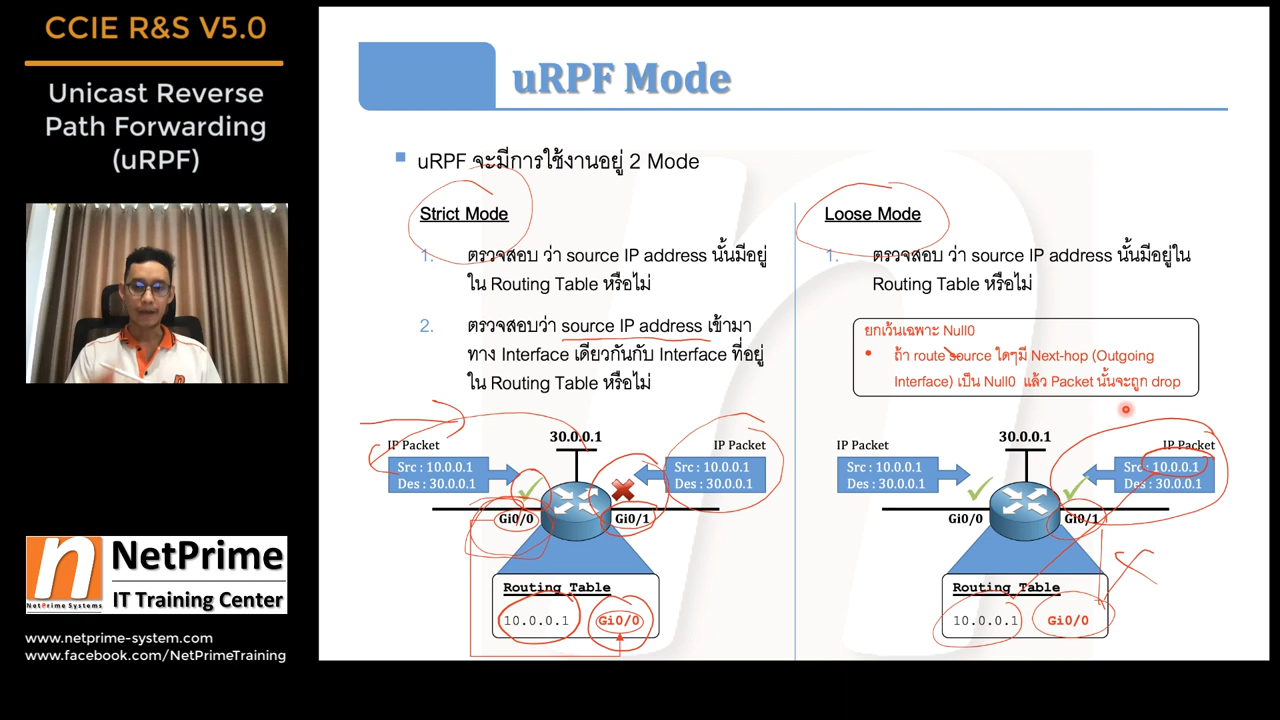 CCIE R&S V5.0
Unicast Reverse
Path Forwarding
(uRPF)
NetPrime
IT Training Center
NetPrime Systems
www.netprime-system.com
www.facebook.com/NetPrimeTraining
uRPF Mode
uRPF จะมีการใช้งานอยู่ 2 Mode
Strict Mode
1. ตรวจสอบ ว่า source IP address นั้นมีอยู่
ใน Routing Table หรือไม่
2. ตรวจสอบว่า source IP address เข้ามา
ทาง Interface เดียวกันกับ Interface ที่อยู่
ใน Routing Table หรือไม่
IP Packet
Src : 10.0.0.1
Des : 30.0.0.1
30.0.0.1
IP Packet
Src : 10.0.0.1
Des : 30.0.0.1
Gi0/0
Gi0/1
Routing Table
10.0.0.1 Gi0/0
Loose Mode
1. ตรวจสอบ ว่า source IP address นั้นมีอยู่ใน
Routing Table หรือไม่
ยกเว้นเฉพาะ Null0
ถ้า route source ใดๆมี Next-hop (Outgoing
Interface) เป็น Null0 แล้ว Packet นั้นจะถูก drop
IP Packet
Src : 10.0.0.1
Des : 30.0.0.1
30.0.0.1
IP Packet
Src : 10.0.0.1
Des : 30.0.0.1
Gi0/0
Gi0/1
Routing Table
10.0.0.1 Gi0/0